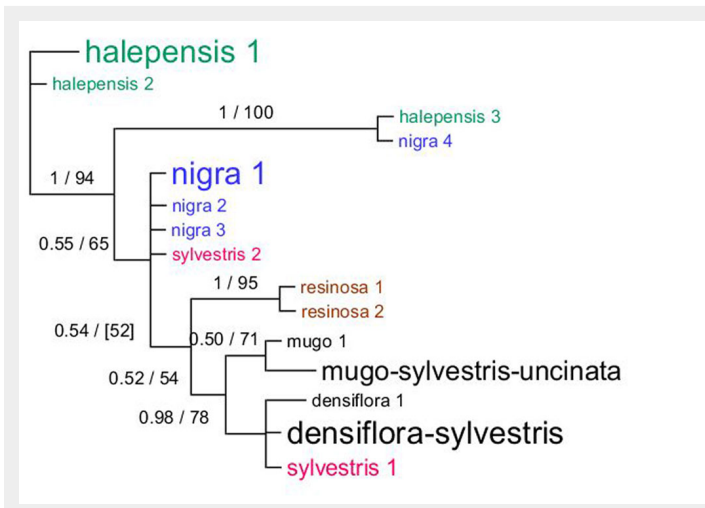 halepensis 1
halepensis 2
1 / 100
halepensis 3
nigra 4
1 / 94
nigra 1
nigra 2
nigra 3
0.55 / 65
sylvestris 2
1 / 95
resinosa 1
resinosa 2
0.54 / [52]
0.50 / 71
mugo 1
mugo-sylvestris-uncinata
0.52 / 54
densiflora 1
0.98 / 78
densiflora-sylvestris
sylvestris 1